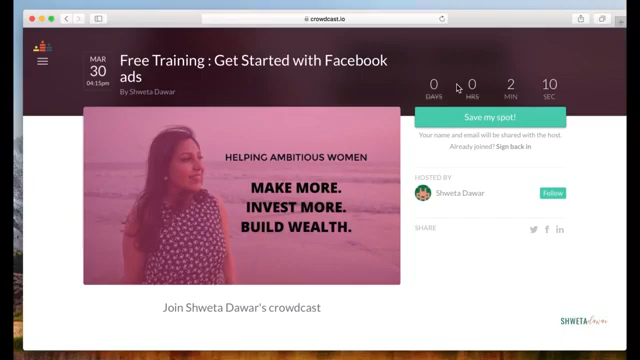 crowdcast.io
MAR
30
04:15pm
Free Training : Get Started with Facebook
ads
By Shweta Dawar
0 0 2 10
DAYS HRS MIN SEC
Save my spot!
Your name and email will be shared with the host.
Already joined? Sign back in
HELPING AMBITIOUS WOMEN
MAKE MORE.
INVEST MORE.
BUILD WEALTH.
HOSTED BY
Shweta Dawar
Follow
SHARE
Join Shweta Dawar's crowdcast
SHWETA dawar